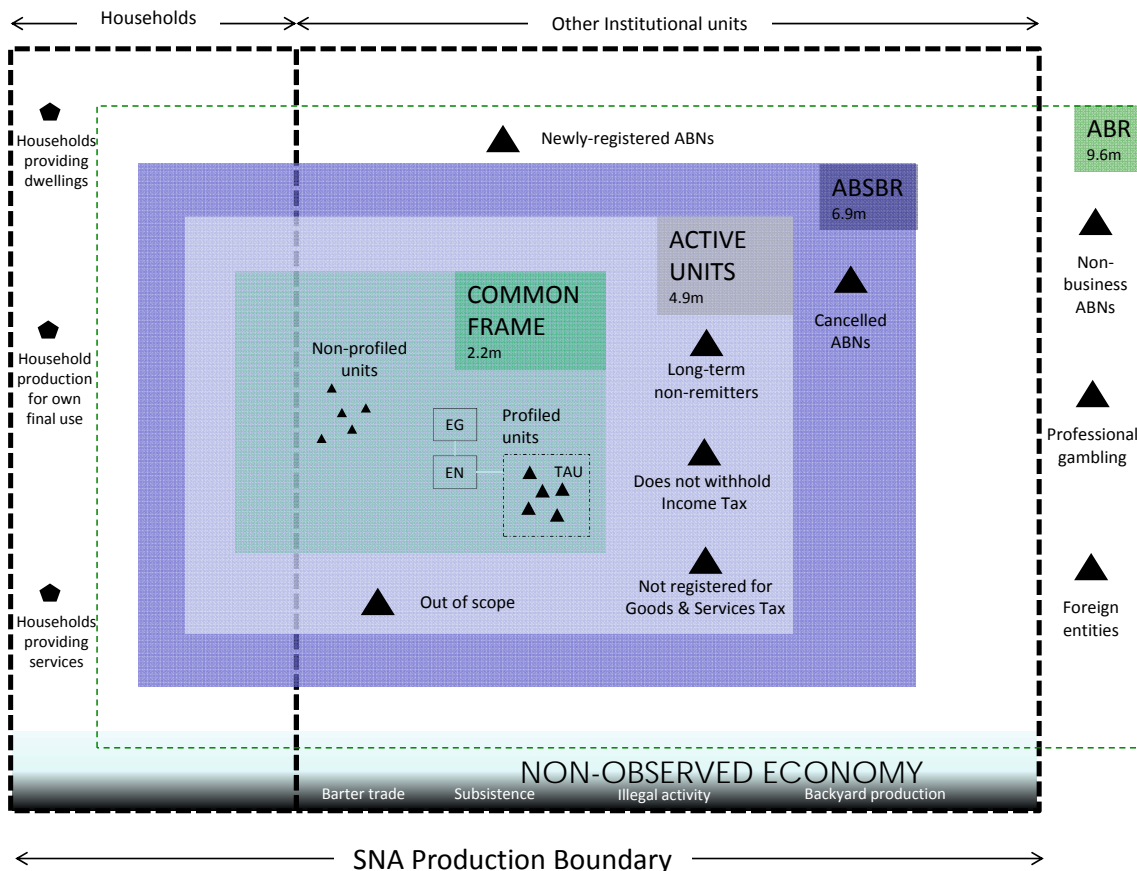 Households
Other Institutional units
Households
providing
dwellings
Newly-registered ABNs
ABR
9.6m
ABSBR
6.9m
ACTIVE
UNITS
4.9m
COMMON
FRAME
2.2m
Non-
business
ABNs
Cancelled
ABNs
Household
production
for own
final use
Non-profiled
units
Long-term
non-remitters
EG
Profiled
units
EN
TAU
Professional
gambling
Does not withhold
Income Tax
Households
providing
services
Out of scope
Not registered for
Goods & Services Tax
Foreign
entities
NON-OBSERVED ECONOMY
Barter trade
Subsistence
Illegal activity
Backyard production
SNA Production Boundary